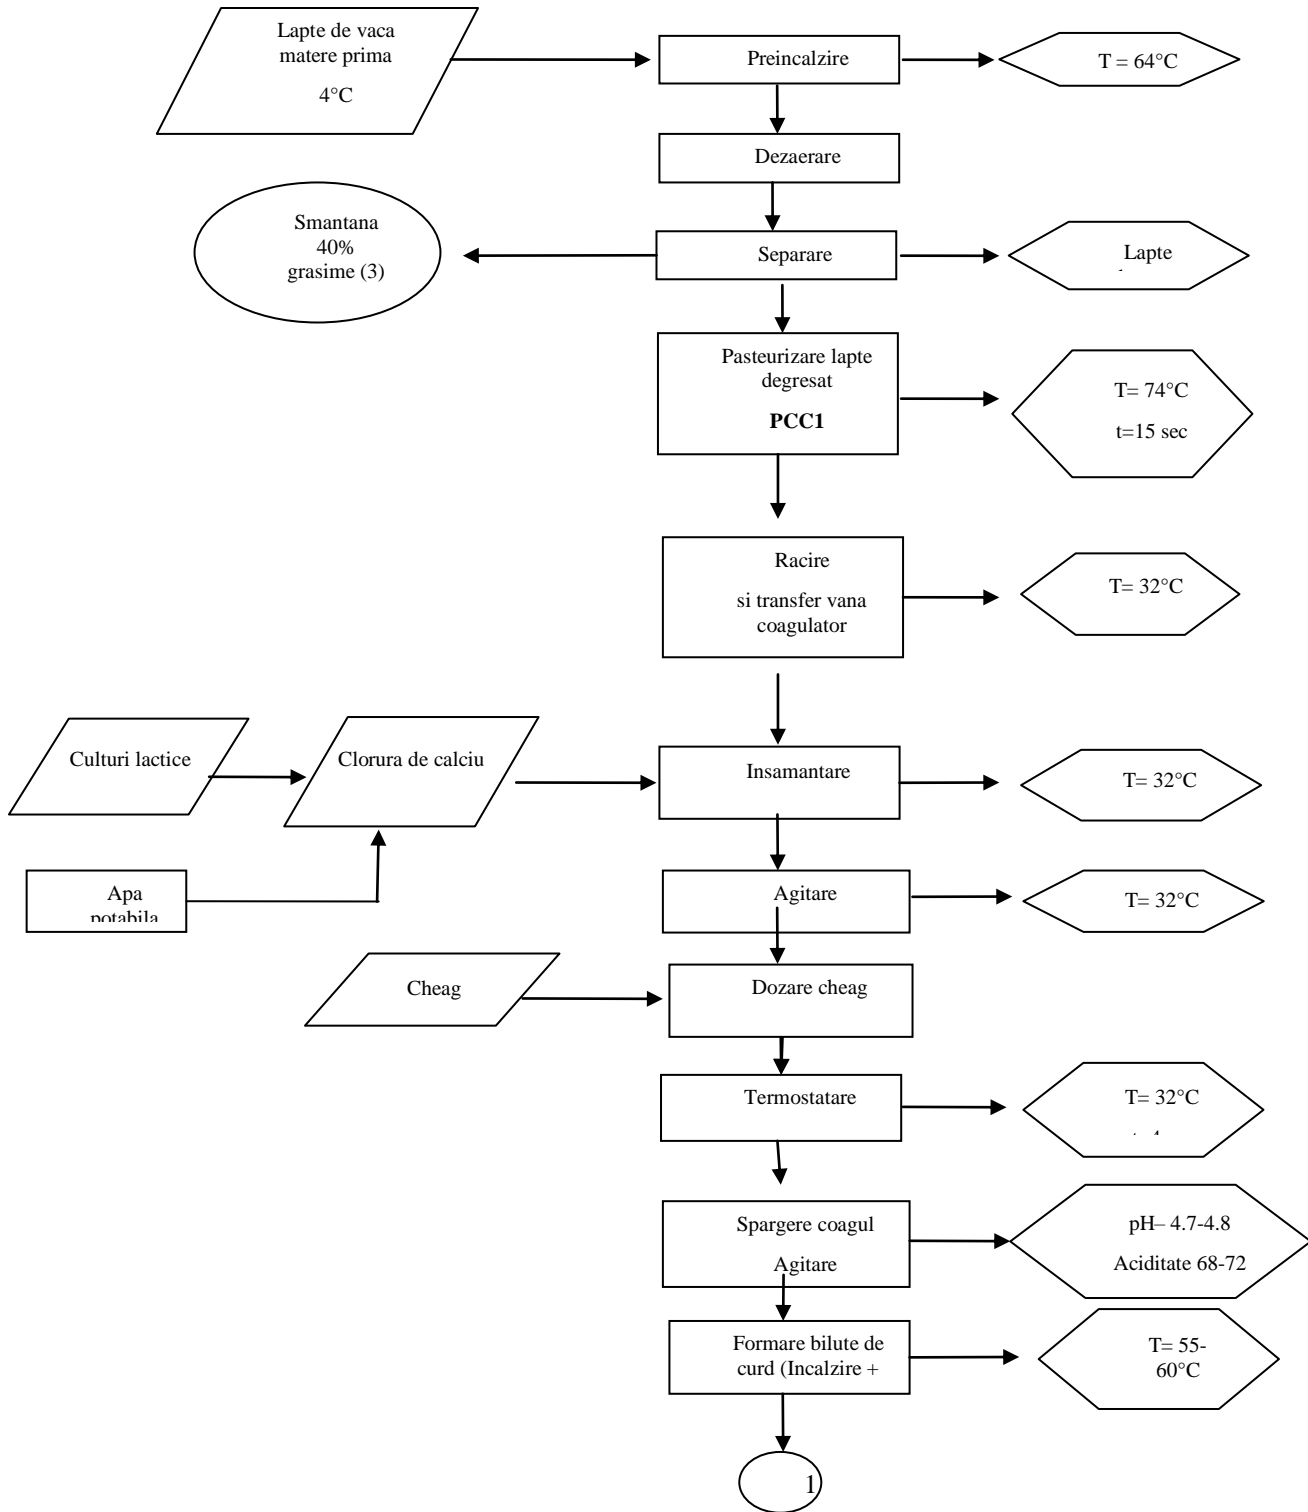 Lapte de vaca
matere prima
4°C
Preincalzire
T = 64°C
Dezaerare
Smantana
40%
grasime (3)
Separare
Lapte
Pasteurizare lapte
degresat
PCC1
T= 74°C
t=15 sec
Racire
si transfer vana
coagulator
T= 32°C
Culturi lactice
Clorura de calciu
Insamantare
T= 32°C
Apa
potabila
Agitare
T= 32°C
Cheag
Dozare cheag
Termostatare
T= 32°C
Spargere coagul
Agitare
pH– 4.7-4.8
Aciditate 68-72
Formare bilute de
curd (Incalzire +
T= 55-
60°C
1